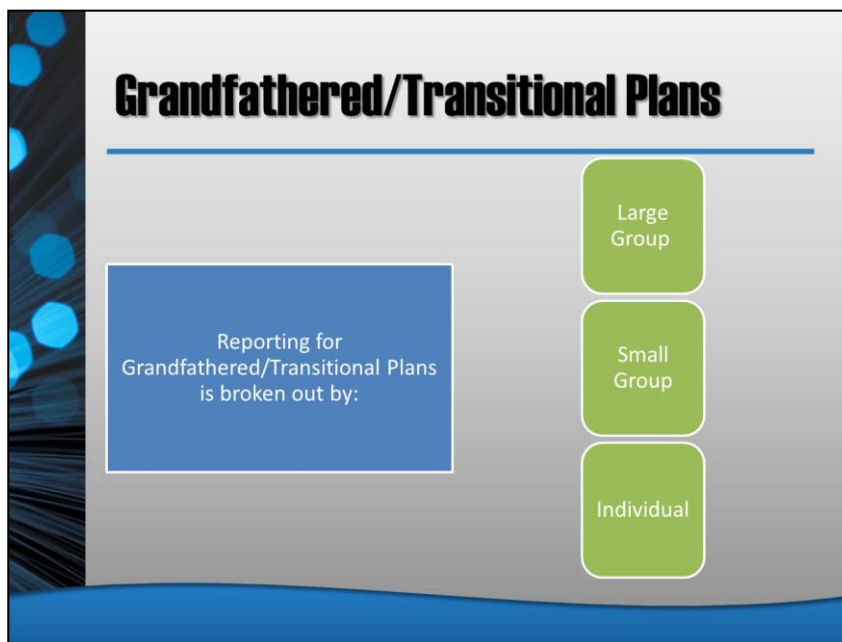 Grandfathered/Transitional Plans
Reporting for
Grandfathered/Transitional Plans
is broken out by:
Large
Group
Small
Group
Individual